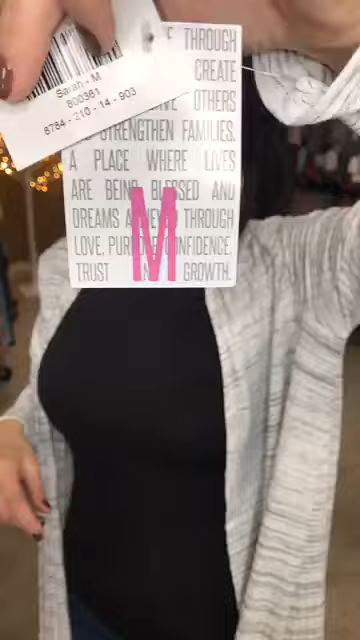 Sarah - M
800361
8784 - 210 - 14 - 903
THROUGH
CREATE
OTHERS
STRENGTHEN FAMILIES.
A PLACE WHERE LIVES
ARE BEING BLESSED AND
DREAMS THROUGH
LOVE,
TRUST GROWTH.
M